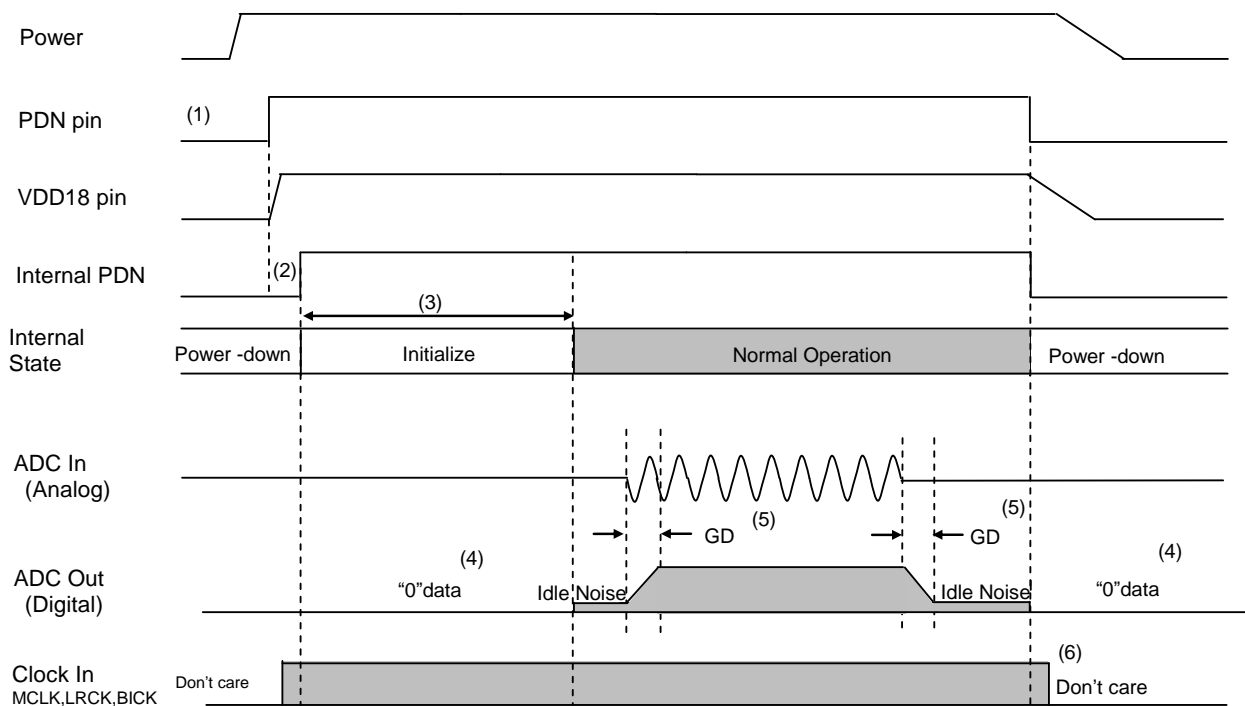 Power
PDN pin
(1)
VDD18 pin
Internal PDN
(2)
(3)
Internal
State
Power -down
Initialize
Normal Operation
Power -down
ADC In
(Analog)
(5)
GD
(5)
GD
ADC Out
(Digital)
(4)
“0”data
Idle Noise
Idle Noise
(4)
“0”data
Clock In
MCLK,LRCK,BICK
Don’t care
(6)
Don’t care